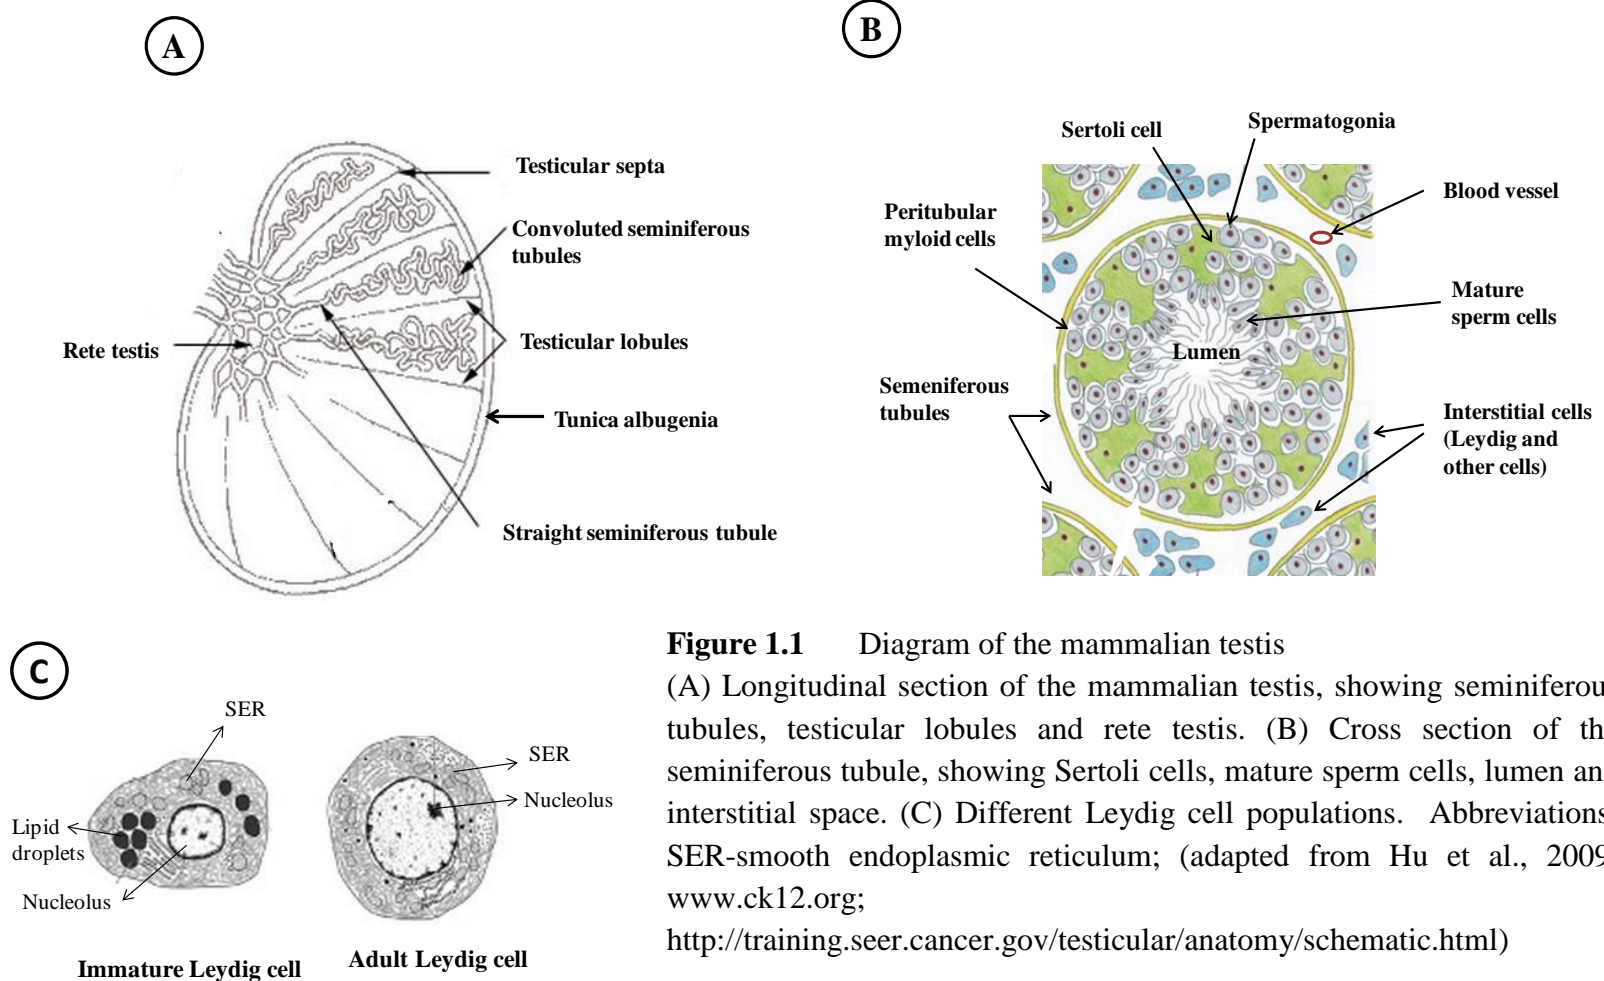 A
Testicular septa
Convoluted seminiferous
tubules
Rete testis
Testicular lobules
Tunica albugenia
Straight seminiferous tubule
B
Sertoli cell
Spermatogonia
Blood vessel
Peritubular
myloid cells
Mature
sperm cells
Lumen
Semeniferous
tubules
Interstitial cells
(Leydig and
other cells)
C
SER
Lipid
droplets
Nucleolus
Immature Leydig cell
SER
Nucleolus
Adult Leydig cell
Figure 1.1 Diagram of the mammalian testis
(A) Longitudinal section of the mammalian testis, showing seminiferou
tubules, testicular lobules and rete testis. (B) Cross section of th
seminiferous tubule, showing Sertoli cells, mature sperm cells, lumen an
interstitial space. (C) Different Leydig cell populations. Abbreviations
SER-smooth endoplasmic reticulum; (adapted from Hu et al., 2009
www.ck12.org;
http://training.seer.cancer.gov/testicular/anatomy/schematic.html)